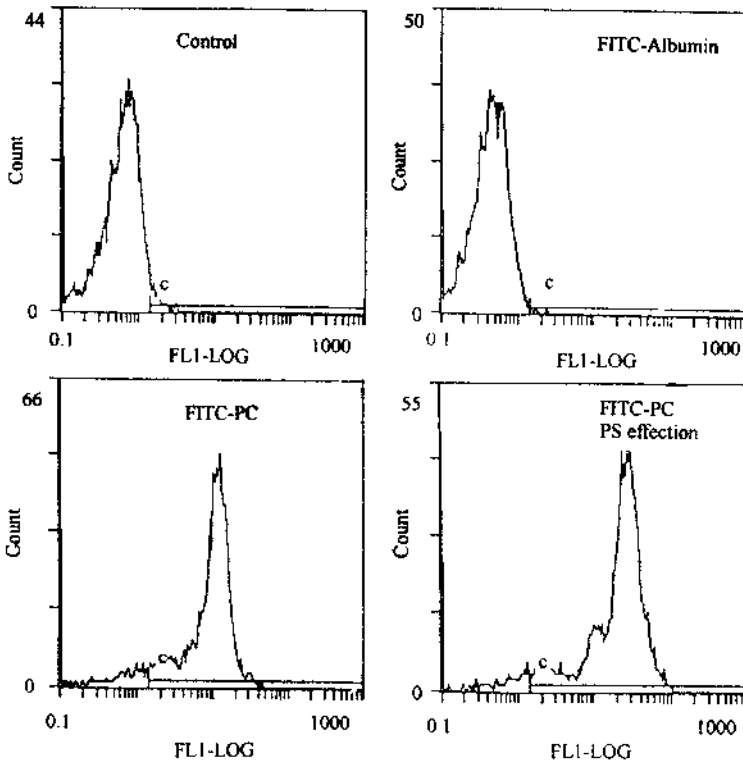 44
Control
Count
0
c
0.1
1000
FL1-LOG
50
FITC-Albumin
Count
0
c
0 1
1000
FL1-LOG
66
FITC-PC
Count
0
c
0.1
1000
FL1-LOG
55
FITC-PC
PS effection
Count
0
c
0 1
1000
FL1-LOG